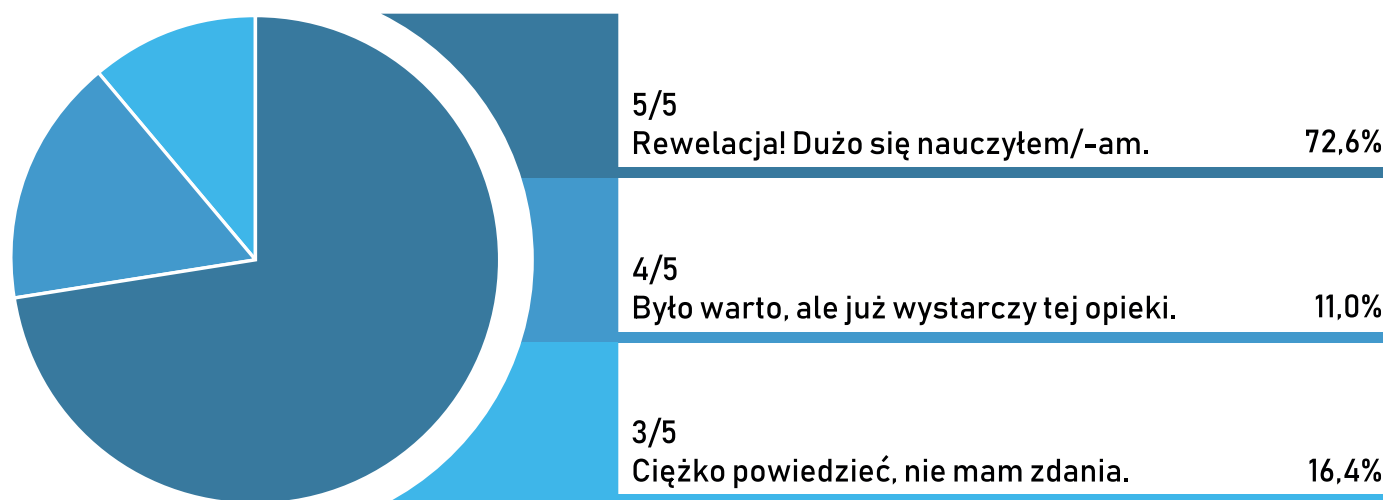 5/5
Rewelacja! Dużo się nauczyłem/-am. 72,6%
4/5
Było warto, ale już wystarczy tej opieki. 11,0%
3/5
Ciężko powiedzieć, nie mam zdania. 16,4%